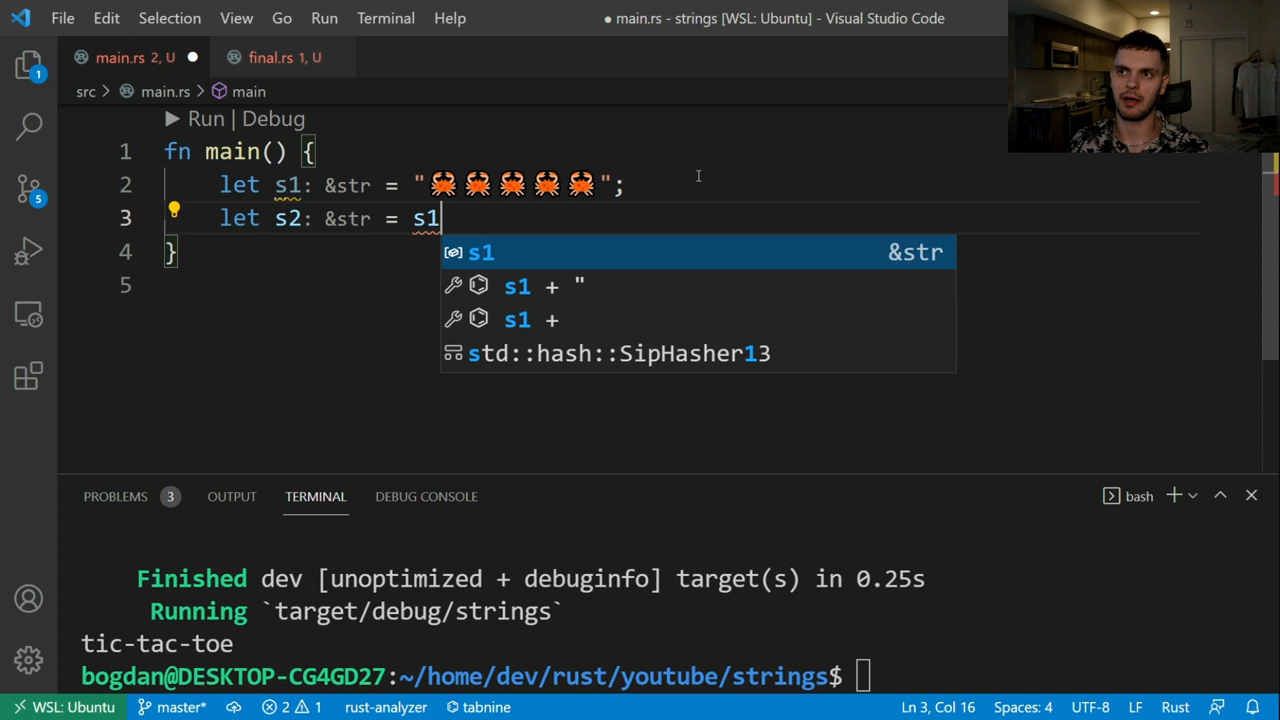 File Edit Selection View Go Run Terminal Help ● main.rs - strings [WSL: Ubuntu] - Visual Studio Code
main.rs 2, U ● final.rs 1, U
src > main.rs > main
▶ Run | Debug
1 fn main() {
2 let s1: &str = "🦀🦀🦀🦀🦀";
3 let s2: &str = s1
4 }
5
s1 &str
s1 + "
s1 +
std::hash::SipHasher13
1
5
PROBLEMS 3 OUTPUT TERMINAL DEBUG CONSOLE bash
Finished dev [unoptimized + debuginfo] target(s) in 0.25s
Running `target/debug/strings`
tic-tac-toe
bogdan@DESKTOP-CG4GD27:~/home/dev/rust/youtube/strings$
WSL: Ubuntu master* 2 1 rust-analyzer tabnine Ln 3, Col 16 Spaces: 4 UTF-8 LF Rust